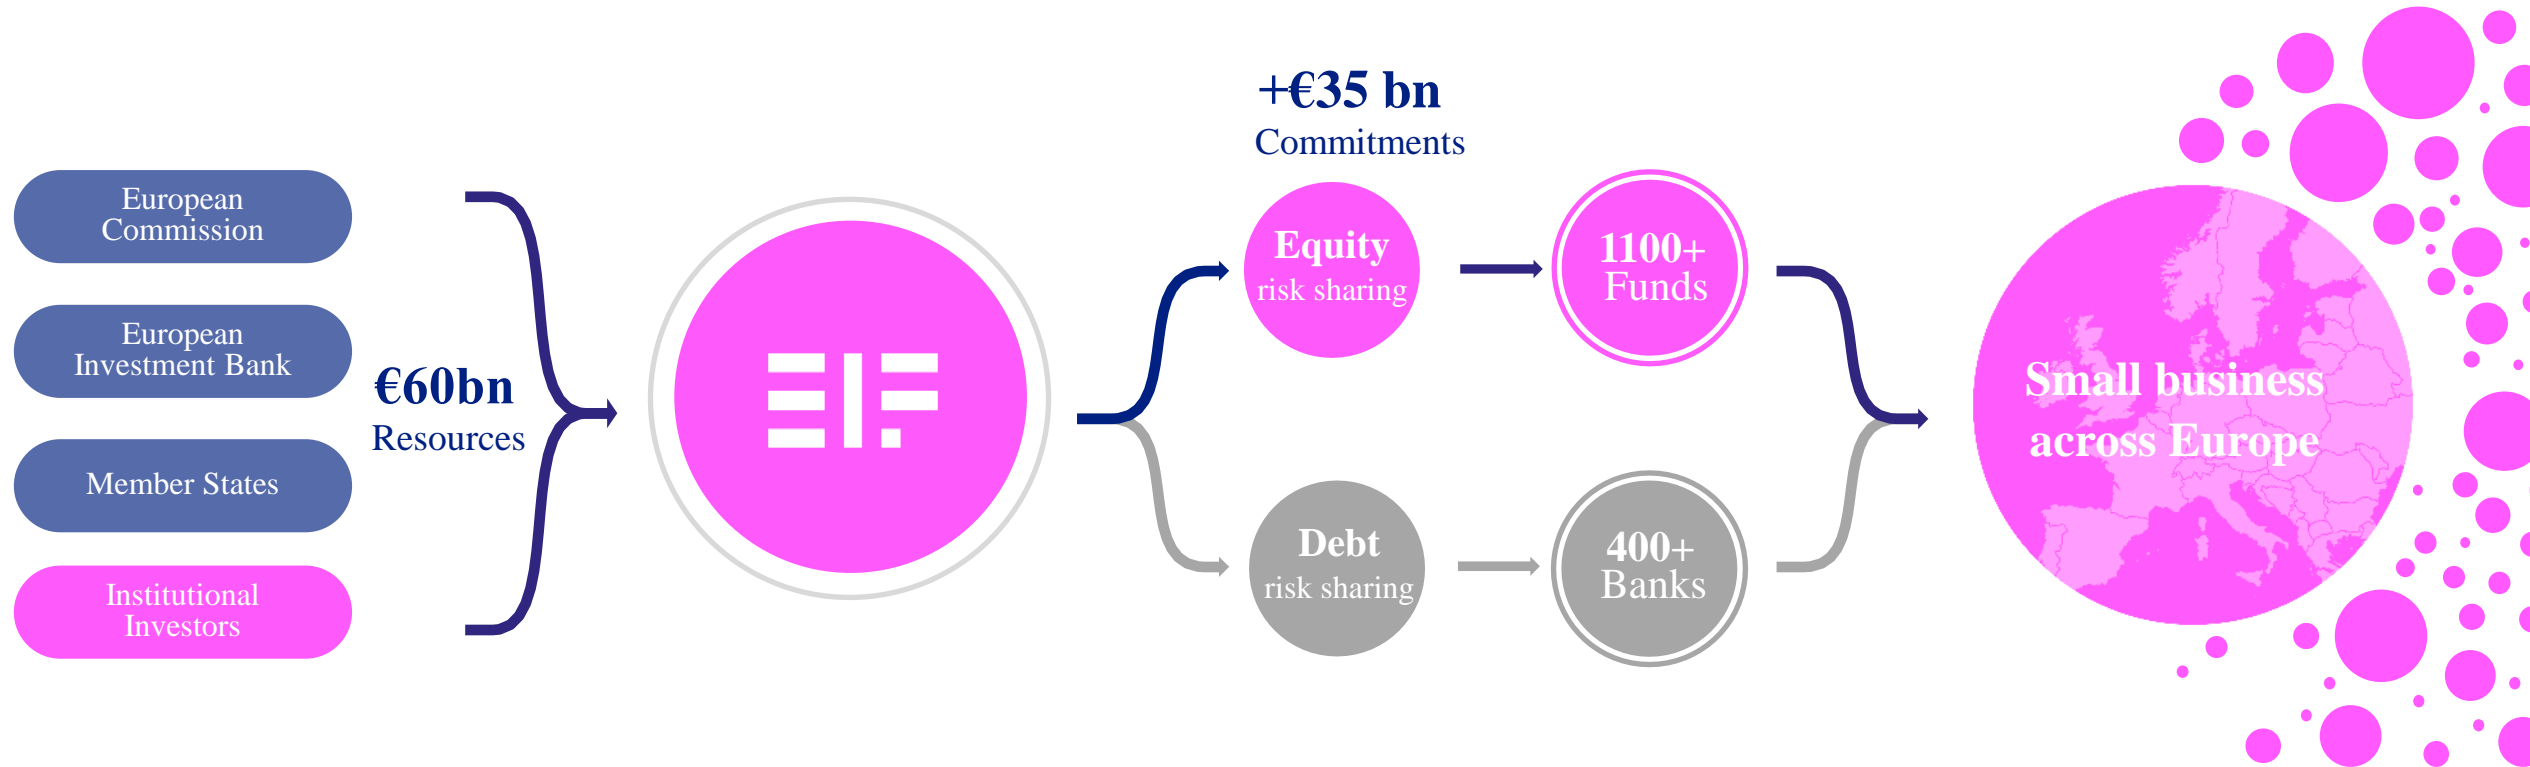 European
Commission
European
Investment Bank
Member States
Institutional
Investors
€60bn
Resources
EIF
+€35 bn
Commitments
Equity
risk sharing
1100+
Funds
Debt
risk sharing
400+
Banks
Small business
across Europe